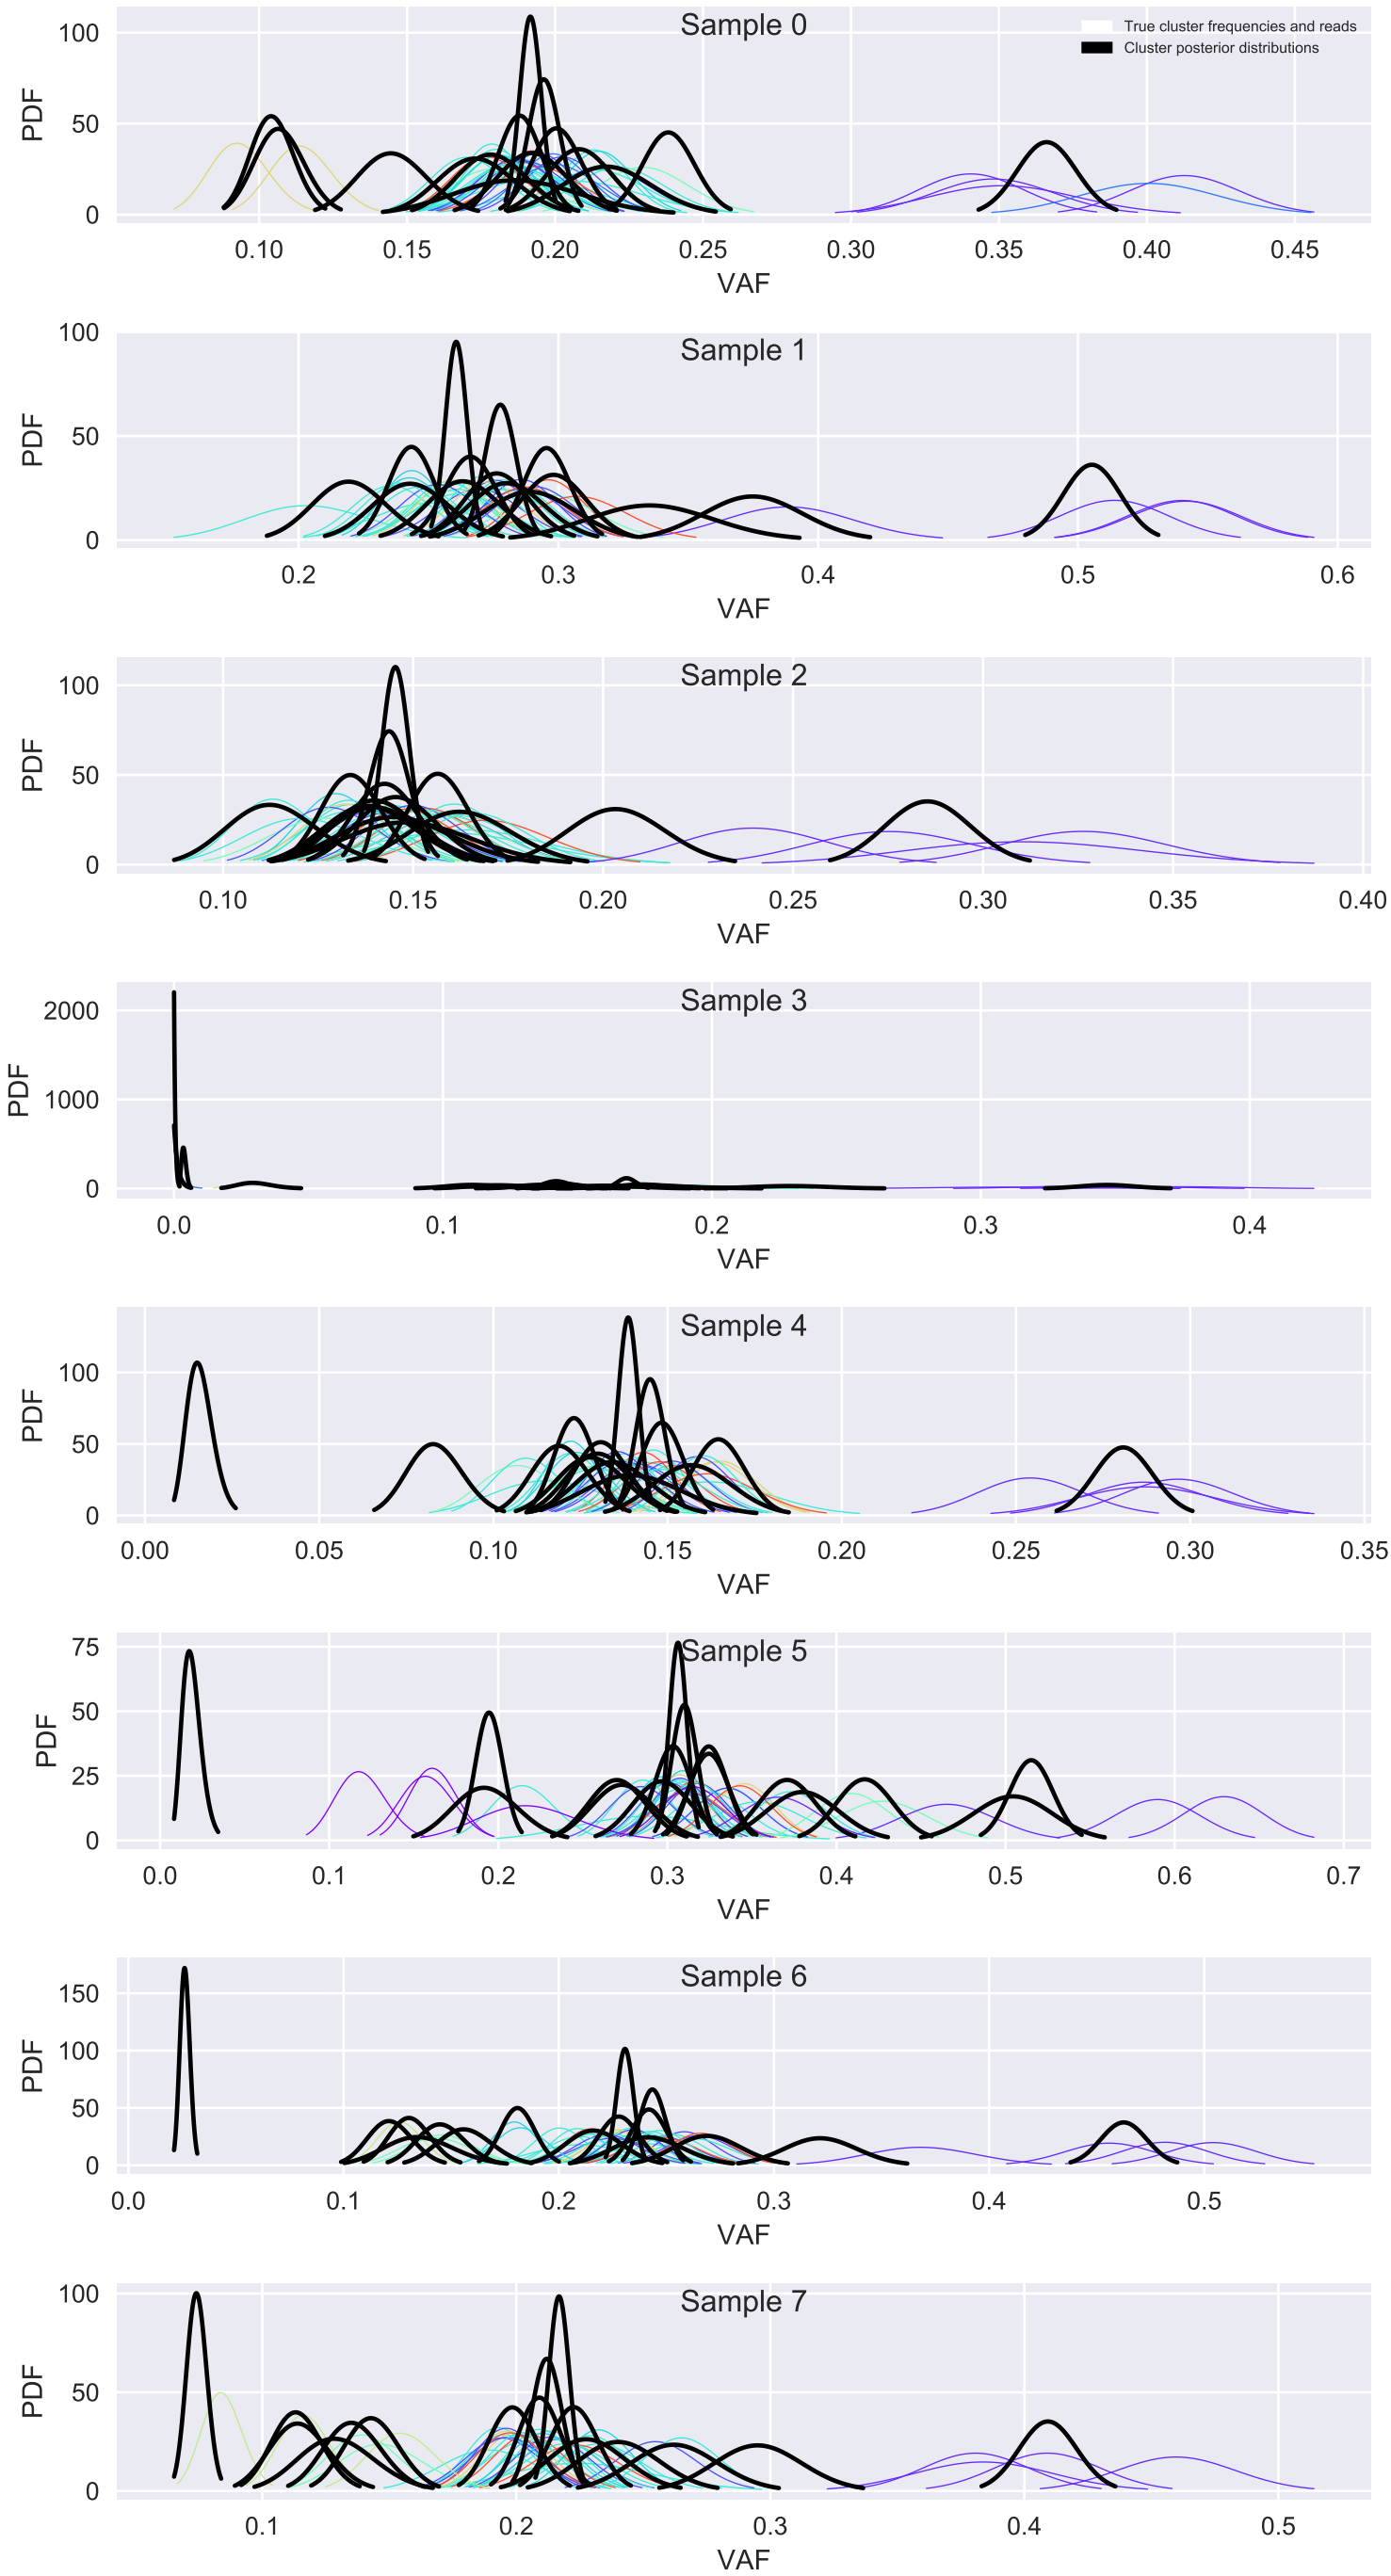 Sample 0
True cluster frequencies and reads
Cluster posterior distributions
PDF
100
50
0
0.10 0.15 0.20 0.25 0.30 0.35 0.40 0.45
VAF
Sample 1
PDF
100
50
0
0.2 0.3 0.4 0.5 0.6
VAF
Sample 2
PDF
100
50
0
0.10 0.15 0.20 0.25 0.30 0.35 0.40
VAF
Sample 3
PDF
2000
1000
0
0.0 0.1 0.2 0.3 0.4
VAF
Sample 4
PDF
100
50
0
0.00 0.05 0.10 0.15 0.20 0.25 0.30 0.35
VAF
Sample 5
PDF
75
50
25
0
0.0 0.1 0.2 0.3 0.4 0.5 0.6 0.7
VAF
Sample 6
PDF
150
100
50
0
0.0 0.1 0.2 0.3 0.4 0.5
VAF
Sample 7
PDF
100
50
0
0.1 0.2 0.3 0.4 0.5
VAF